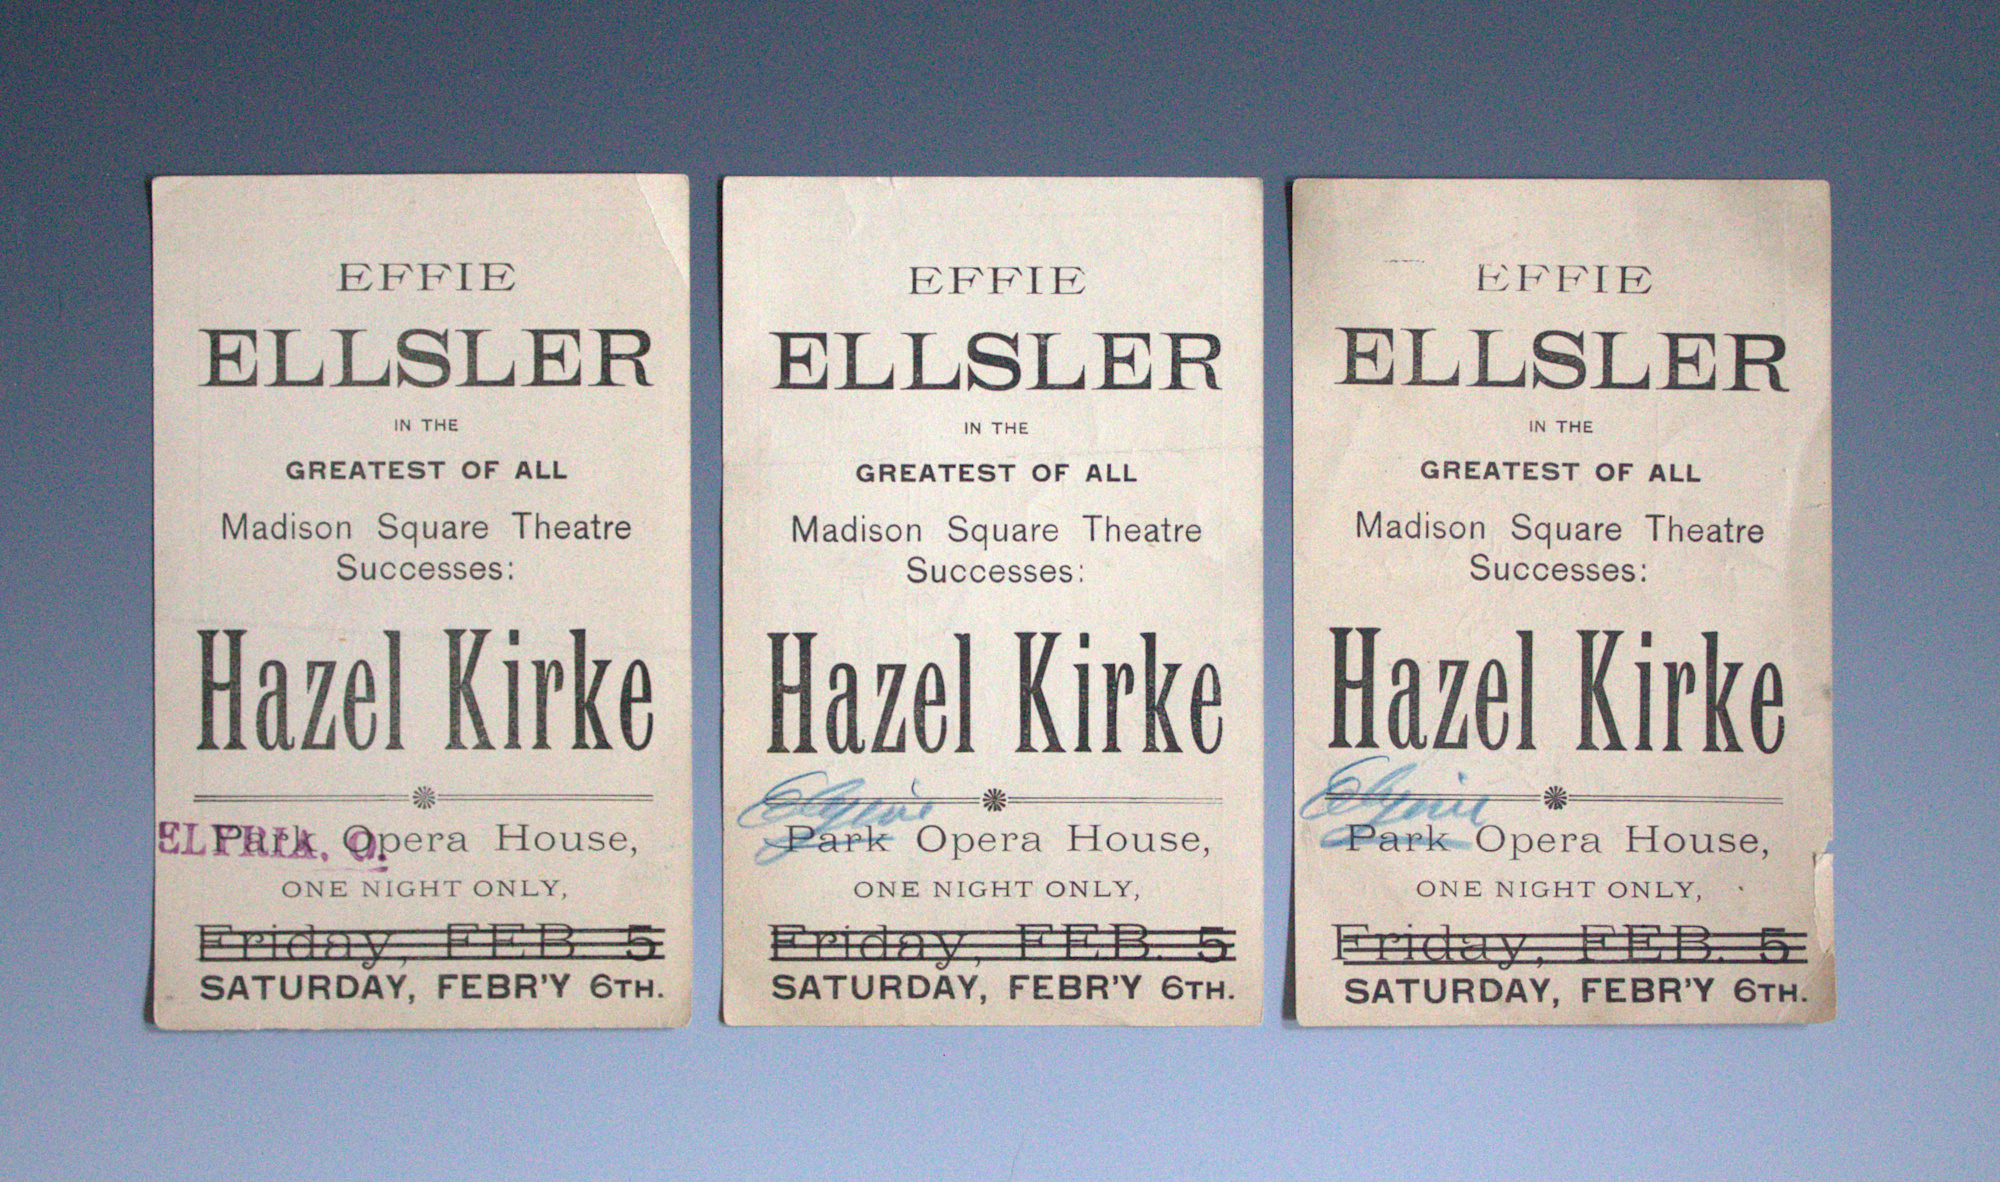 EFFIE
ELLSLER
IN THE
GREATEST OF ALL
Madison Square Theatre
Successes:
Hazel Kirke
ELYRIA, O.
Park Opera House,
ONE NIGHT ONLY,
Friday, FEB. 5
SATURDAY, FEBR'Y 6TH.
EFFIE
ELLSLER
IN THE
GREATEST OF ALL
Madison Square Theatre
Successes:
Hazel Kirke
Elyria
Park Opera House,
ONE NIGHT ONLY,
Friday, FEB. 5
SATURDAY, FEBR'Y 6TH.
EFFIE
ELLSLER
IN THE
GREATEST OF ALL
Madison Square Theatre
Successes:
Hazel Kirke
Elyria
Park Opera House,
ONE NIGHT ONLY,
Friday, FEB. 5
SATURDAY, FEBR'Y 6TH.